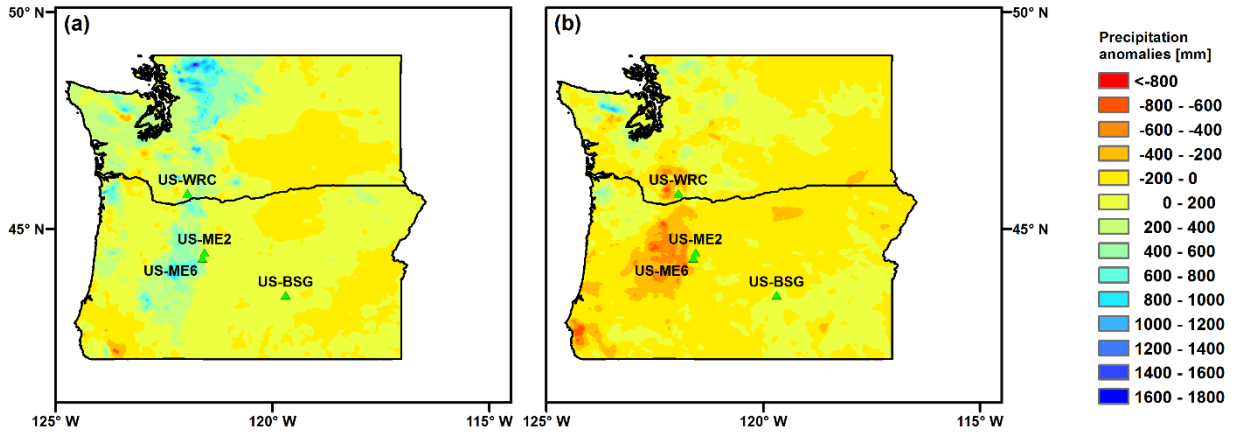 50° N
(a)
(b)
50° N
US-WRC
US-WRC
45° N
US-ME2
US-ME2
45° N
US-ME6
US-ME6
US-BSG
US-BSG
125° W
120° W
115° W
125° W
120° W
115° W
Precipitation
anomalies [mm]
<-800
-800 - -600
-600 - -400
-400 - -200
-200 - 0
0 - 200
200 - 400
400 - 600
600 - 800
800 - 1000
1000 - 1200
1200 - 1400
1400 - 1600
1600 - 1800